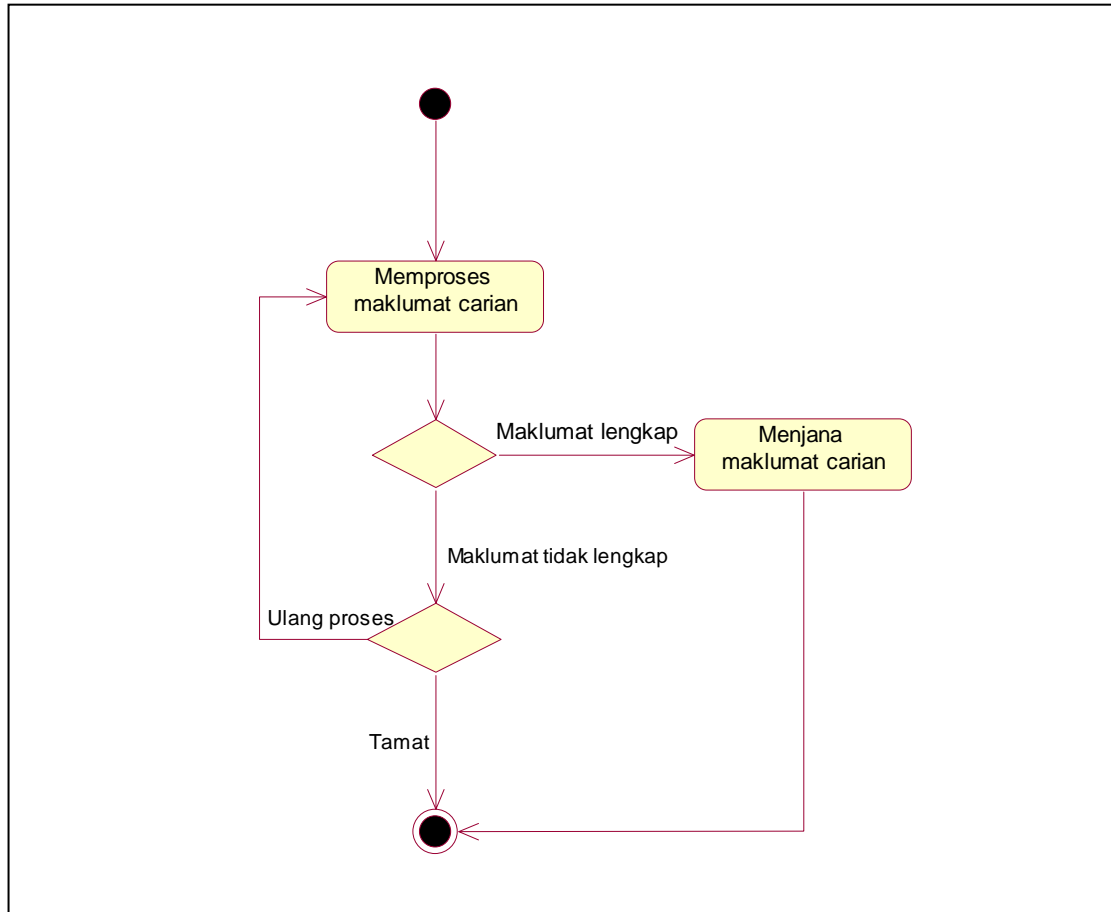 Memproses
maklumat carian
Maklumat lengkap
Menjana
maklumat carian
Maklumat tidak lengkap
Ulang proses
Tamat